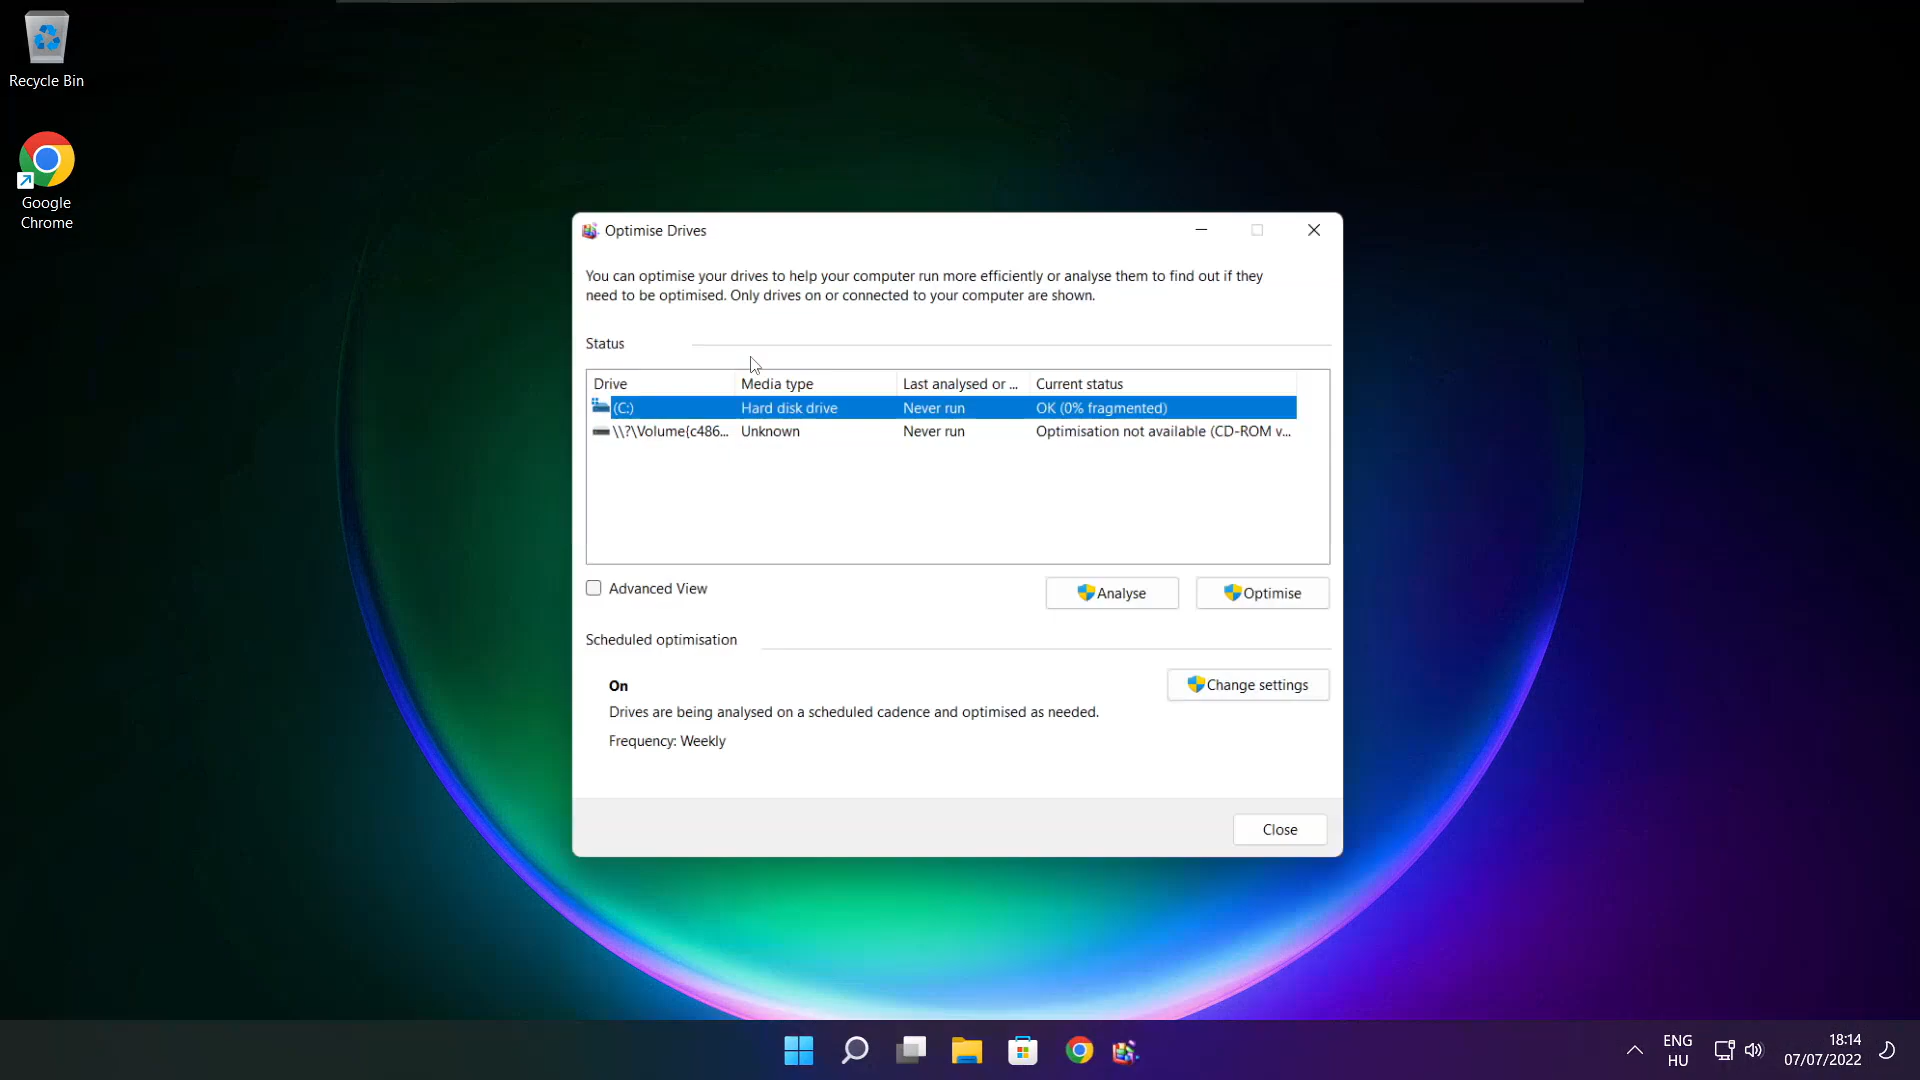 Recycle Bin
Google
Chrome
Optimise Drives
You can optimise your drives to help your computer run more efficiently or analyse them to find out if they
need to be optimised. Only drives on or connected to your computer are shown.
Status
Drive Media type Last analysed or ... Current status
(C:) Hard disk drive Never run OK (0% fragmented)
\\?\Volume{c486... Unknown Never run Optimisation not available (CD-ROM v...
Advanced View
Analyse
Optimise
Scheduled optimisation
On
Change settings
Drives are being analysed on a scheduled cadence and optimised as needed.
Frequency: Weekly
Close
ENG
HU
18:14
07/07/2022